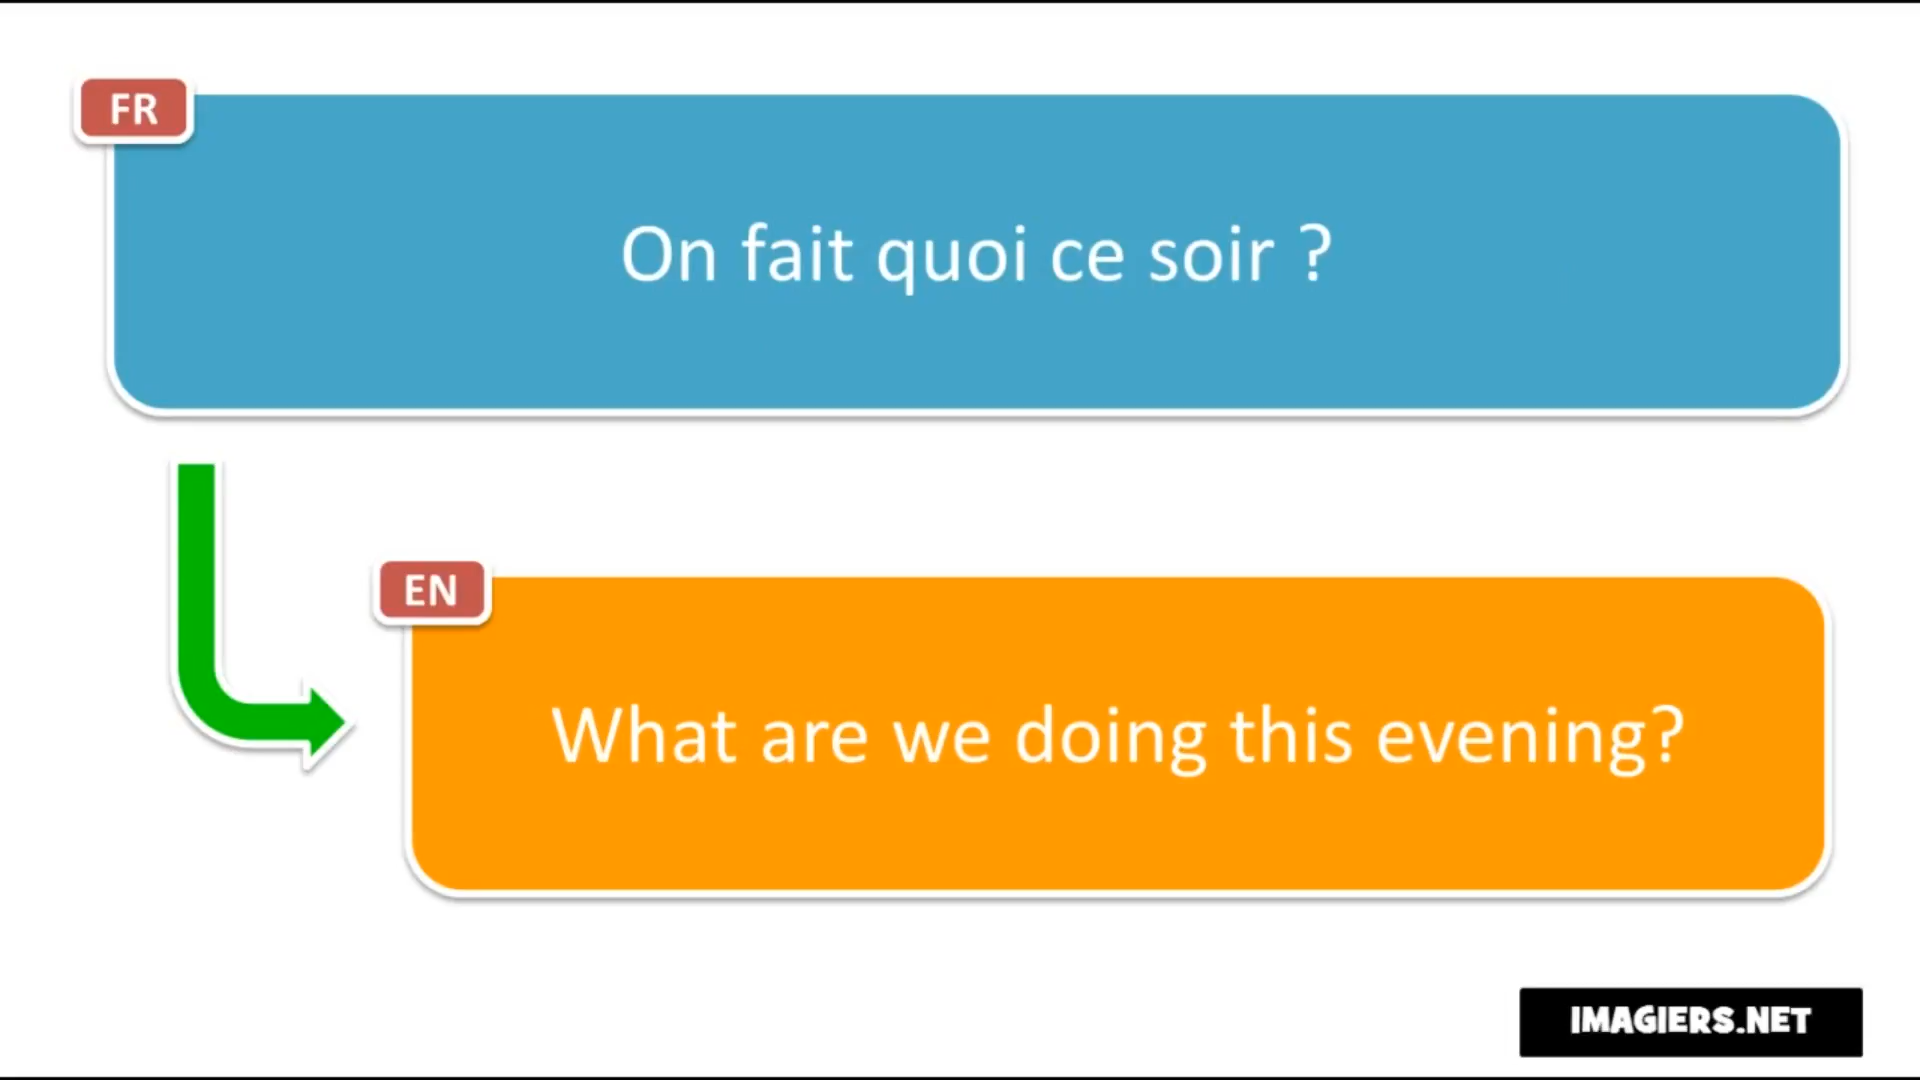 FR
On fait quoi ce soir ?
EN
What are we doing this evening?
IMAGIERS.NET